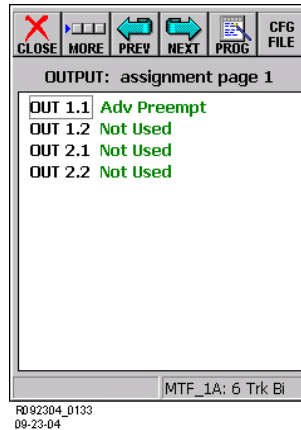 CLOSE MORE PREV NEXT PROG CFG FILE
OUTPUT: assignment page 1
OUT 1.1 Adv Preempt
OUT 1.2 Not Used
OUT 2.1 Not Used
OUT 2.2 Not Used
MTF_1A: 6 Trk Bi
R092304_0133
09-23-04